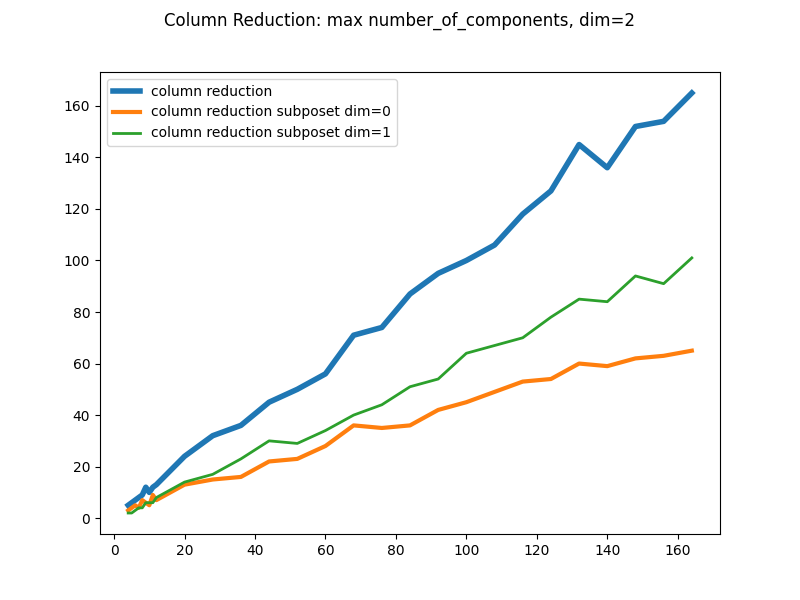 Column Reduction: max number_of_components, dim=2
column reduction
column reduction subposet dim=0
column reduction subposet dim=1
160
140
120
100
80
60
40
20
0
0 20 40 60 80 100 120 140 160